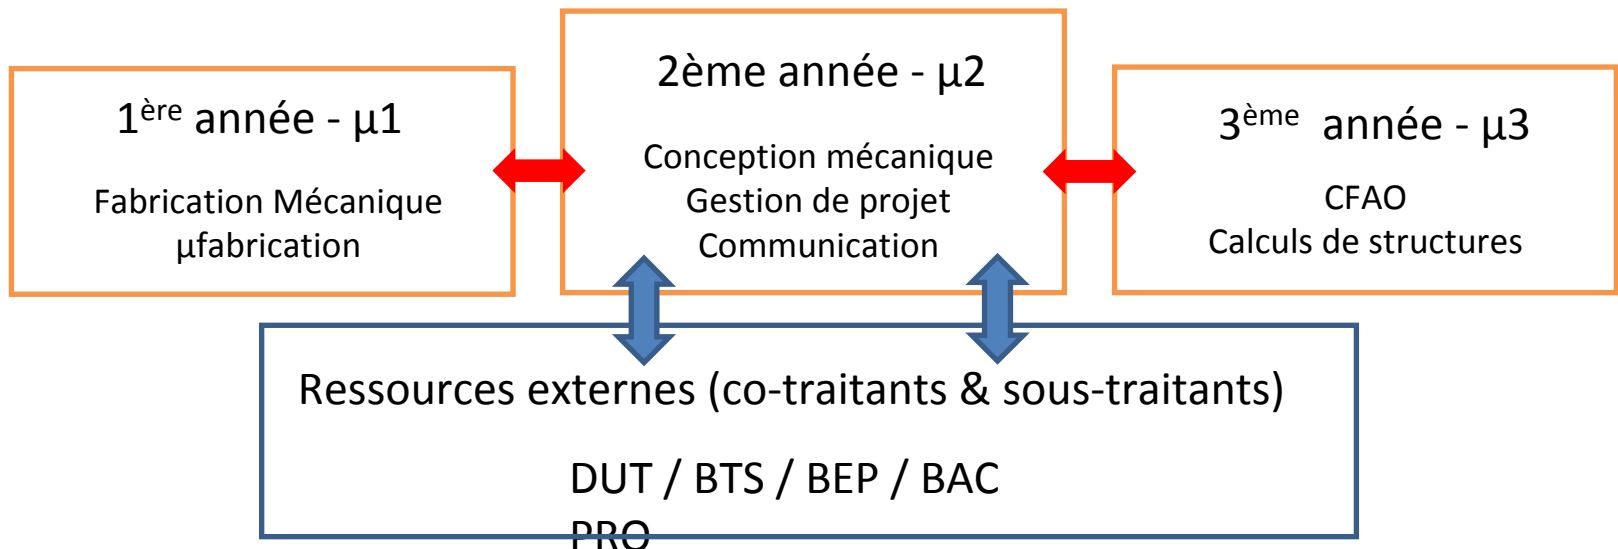 1ère année - µ1
Fabrication Mécanique
µfabrication
2ème année - µ2
Conception mécanique
Gestion de projet
Communication
3ème année - µ3
CFAO
Calculs de structures
Ressources externes (co-traitants & sous-traitants)
DUT / BTS / BEP / BAC
PRO